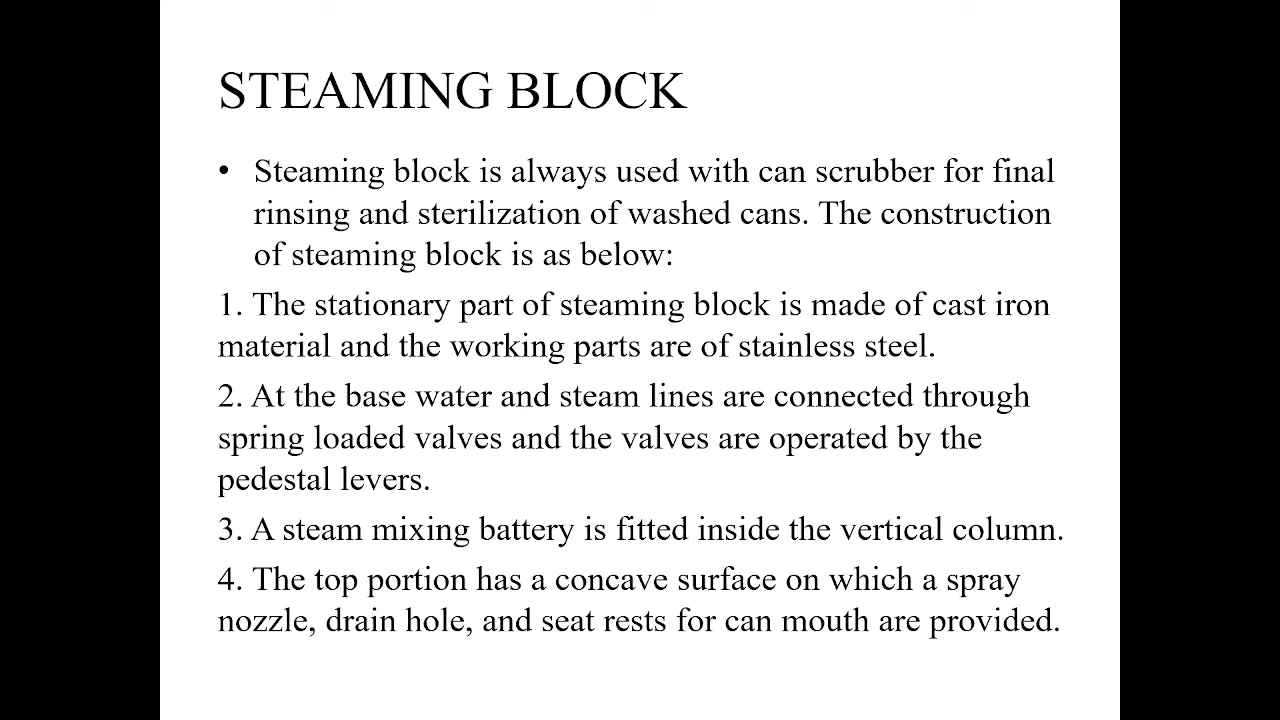 STEAMING BLOCK
• Steaming block is always used with can scrubber for final
rinsing and sterilization of washed cans. The construction
of steaming block is as below:
1. The stationary part of steaming block is made of cast iron
material and the working parts are of stainless steel.
2. At the base water and steam lines are connected through
spring loaded valves and the valves are operated by the
pedestal levers.
3. A steam mixing battery is fitted inside the vertical column.
4. The top portion has a concave surface on which a spray
nozzle, drain hole, and seat rests for can mouth are provided.